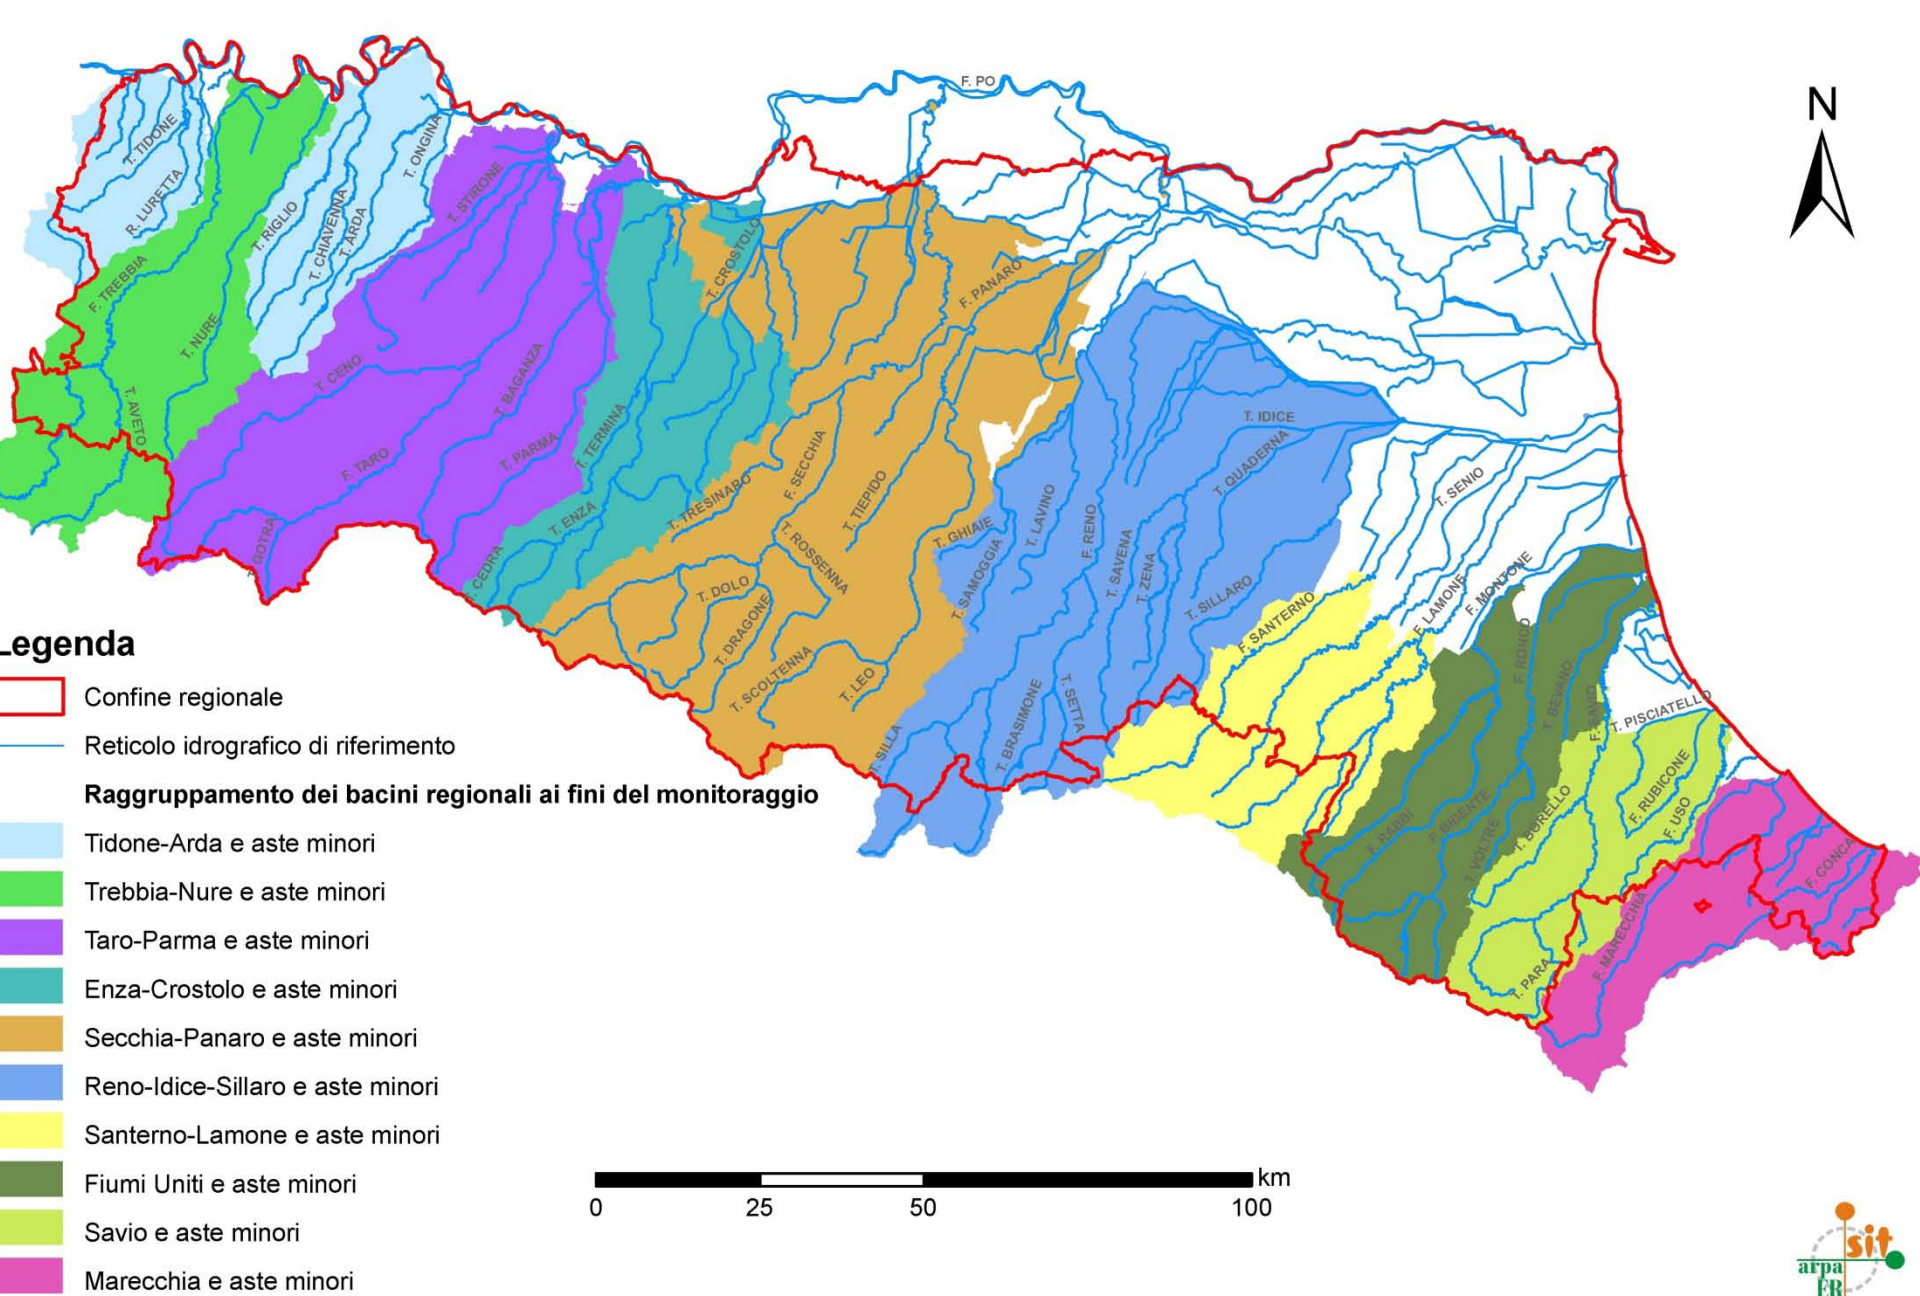 F. PO
N
T. TIDONE
T. ONGINA
T. STIRONE
R. LURETTA
T. RIGLIO
T. CHIAVENNA
T. ARDA
T. CROSTOLO
F. TREBBIA
F. PANARO
T. NURE
T. CENO
T. BAGANZA
T. AVETO
T. TERMINA
T. IDICE
T. PARMA
F. TARO
F. SECCHIA
T. QUADERNA
T. TRESINARO
T. TIEPIDO
T. SENIO
T. LAVINO
F. RENO
T. ENZA
T. GHIAIE
T. GOTRA
T. ROSSENNA
T. SAVENA
T. ZENA
T. CEDRA
T. SAMOGGIA
T. DOLO
T. SILLARO
F. LAMONE
F. MONTONE
T. DRAGONE
F. SANTERNO
F. RONCO
T. SCOLTENNA
T. LEO
T. BEVANO
F. SAVIO
T. PISCIATELLO
T. SILLA
T. BRASIMONE
T. SETTA
F. RUBICONE
F. USO
F. RABBI
F. BIDENTE
T. VOLTRE
T. BORELLO
F. CONCA
F. MARECCHIA
T. PARA
Legenda
Confine regionale
Reticolo idrografico di riferimento
Raggruppamento dei bacini regionali ai fini del monitoraggio
Tidone-Arda e aste minori
Trebbia-Nure e aste minori
Taro-Parma e aste minori
Enza-Crostolo e aste minori
Secchia-Panaro e aste minori
Reno-Idice-Sillaro e aste minori
Santerno-Lamone e aste minori
Fiumi Uniti e aste minori
Savio e aste minori
Marecchia e aste minori
km
0 25 50 100
sit
arpa
ER